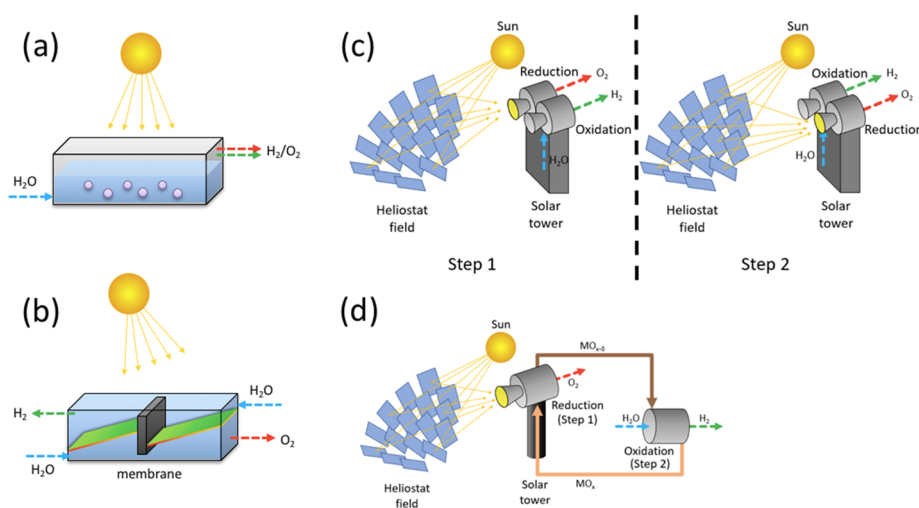 (a)
H₂O
H₂/O₂
(b)
H₂
H₂O
H₂O
O₂
membrane
(c)
Sun
Reduction
O₂
H₂
Oxidation
H₂O
Heliostat
field
Solar
tower
Step 1
Sun
Oxidation
H₂
O₂
Reduction
H₂O
Heliostat
field
Solar
tower
Step 2
(d)
Sun
MOₓ₋δ
O₂
Reduction
(Step 1)
H₂O
H₂
Oxidation
(Step 2)
MOₓ
Heliostat
field
Solar
tower